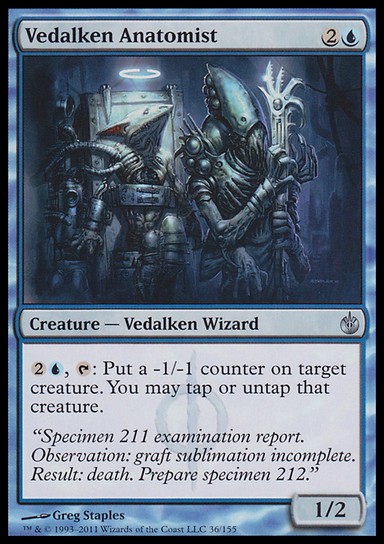 Vedalken Anatomist 2
Creature — Vedalken Wizard
2 , : Put a -1/-1 counter on target
creature. You may tap or untap that
creature.
“Specimen 211 examination report.
Observation: graft sublimation incomplete.
Result: death. Prepare specimen 212.”
Greg Staples
1/2
™ & © 1993–2011 Wizards of the Coast LLC 36/155